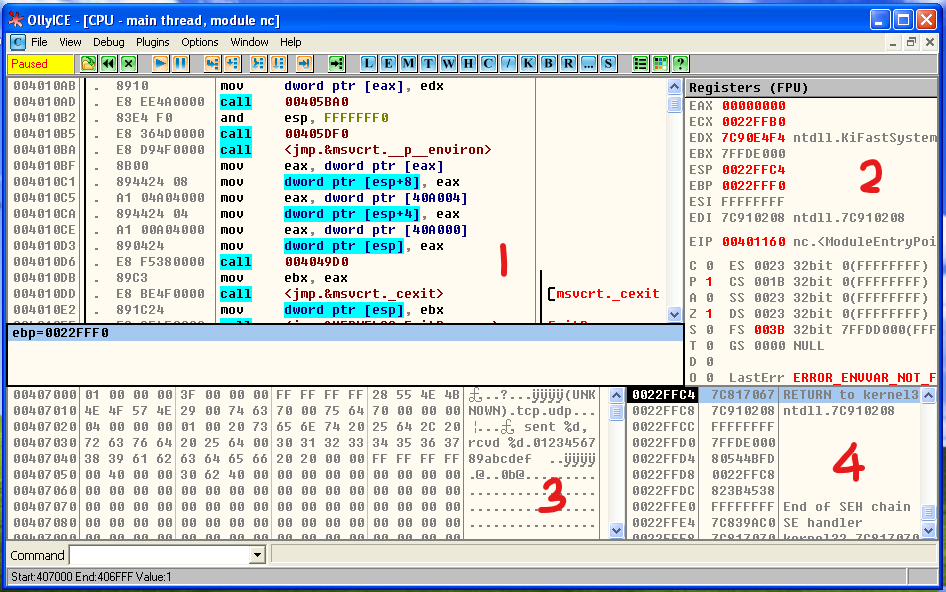 OllyICE - [CPU - main thread, module nc]
C File View Debug Plugins Options Window Help
Paused L E M T W H C / K B R ... S ?
004010AB . 8910 mov dword ptr [eax], edx
004010AD . E8 EE4A0000 call 00405BA0
004010B2 . 83E4 F0 and esp, FFFFFFF0
004010B5 . E8 364D0000 call 00405DF0
004010BA . E8 D94F0000 call <jmp.&msvcrt.__p__environ>
004010BF . 8B00 mov eax, dword ptr [eax]
004010C1 . 894424 08 mov dword ptr [esp+8], eax
004010C5 . A1 04A04000 mov eax, dword ptr [40A004]
004010CA . 894424 04 mov dword ptr [esp+4], eax
004010CE . A1 00A04000 mov eax, dword ptr [40A000]
004010D3 . 890424 mov dword ptr [esp], eax
004010D6 . E8 F5380000 call 004049D0
004010DB . 89C3 mov ebx, eax
004010DD . E8 BE4F0000 call <jmp.&msvcrt._cexit> [msvcrt._cexit
004010E2 . 891C24 mov dword ptr [esp], ebx
1
ebp=0022FFF0
Registers (FPU)
EAX 00000000
ECX 0022FFB0
EDX 7C90E4F4 ntdll.KiFastSystem
EBX 7FFDE000
ESP 0022FFC4
EBP 0022FFF0
ESI FFFFFFFF
EDI 7C910208 ntdll.7C910208
EIP 00401160 nc.<ModuleEntryPoi
C 0 ES 0023 32bit 0(FFFFFFFF)
P 1 CS 001B 32bit 0(FFFFFFFF)
A 0 SS 0023 32bit 0(FFFFFFFF)
Z 1 DS 0023 32bit 0(FFFFFFFF)
S 0 FS 003B 32bit 7FFDD000(FFF
T 0 GS 0000 NULL
D 0
O 0 LastErr ERROR_ENVVAR_NOT_F
2
00407000 01 00 00 00 3F 00 00 00 FF FF FF FF 28 55 4E 4B ...?...ÿÿÿÿ(UNK
00407010 4E 4F 57 4E 29 00 74 63 70 00 75 64 70 00 00 00 NOWN).tcp.udp...
00407020 04 00 00 00 01 00 20 73 65 6E 74 20 25 64 2C 20 sent %d,
00407030 72 63 76 64 20 25 64 00 30 31 32 33 34 35 36 37 rcvd %d.01234567
00407040 38 39 61 62 63 64 65 66 20 20 00 00 FF FF FF FF 89abcdef ..ÿÿÿÿ
00407050 00 40 00 00 00 30 62 40 00 00 00 00 00 00 00 00 .@...0b@........
00407060 00 00 00 00 00 00 00 00 00 00 00 00 00 00 00 00 ................
00407070 00 00 00 00 00 00 00 00 00 00 00 00 00 00 00 00 ................
00407080 00 00 00 00 00 00 00 00 00 00 00 00 00 00 00 00 ................
3
0022FFC4 7C817067 RETURN to kernel3
0022FFC8 7C910208 ntdll.7C910208
0022FFCC FFFFFFFF
0022FFD0 7FFDE000
0022FFD4 80544BFD
0022FFD8 0022FFC8
0022FFDC 823B4538
0022FFE0 FFFFFFFF End of SEH chain
0022FFE4 7C839AC0 SE handler
0022FFE8 7C817070 kernel32.7C817070
4
Command
Start:407000 End:406FFF Value:1